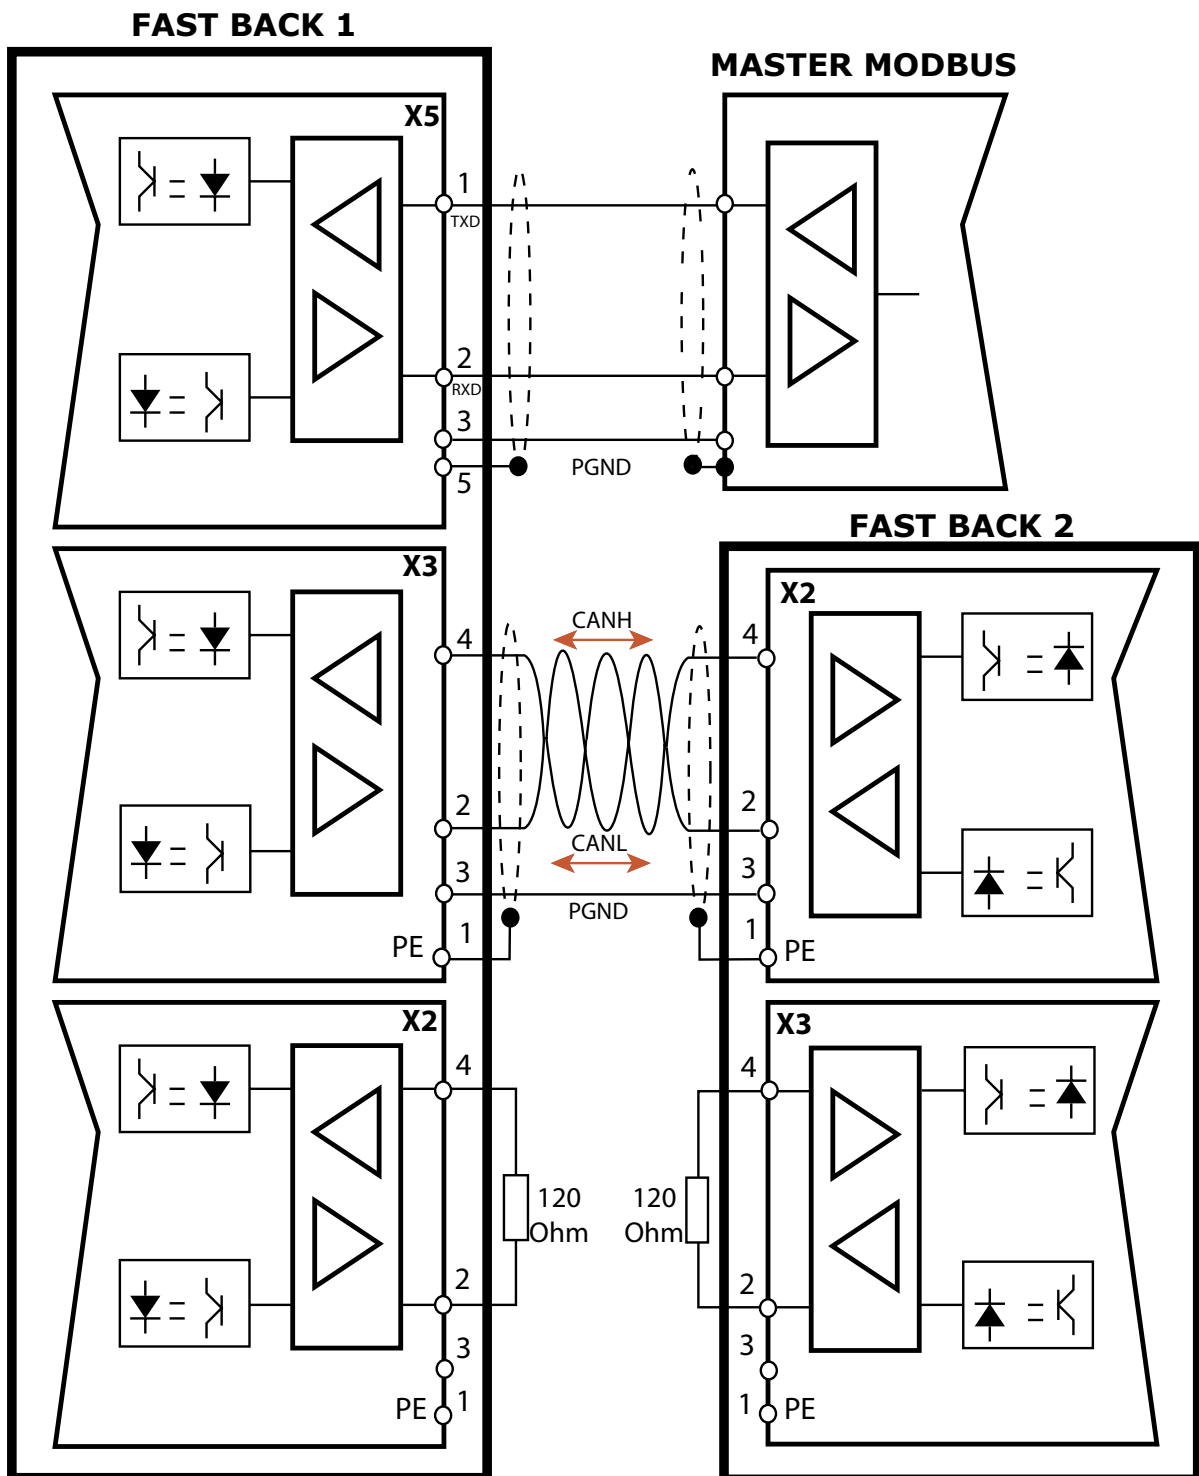 FAST BACK 1
MASTER MODBUS
X5
1
TXD
2
RXD
3
PGND
5
FAST BACK 2
X3
X2
CANH
4
4
2
2
CANL
3
3
PGND
1
1
PE
PE
X2
X3
4
4
120
Ohm
120
Ohm
2
2
3
3
PE
1
1
PE